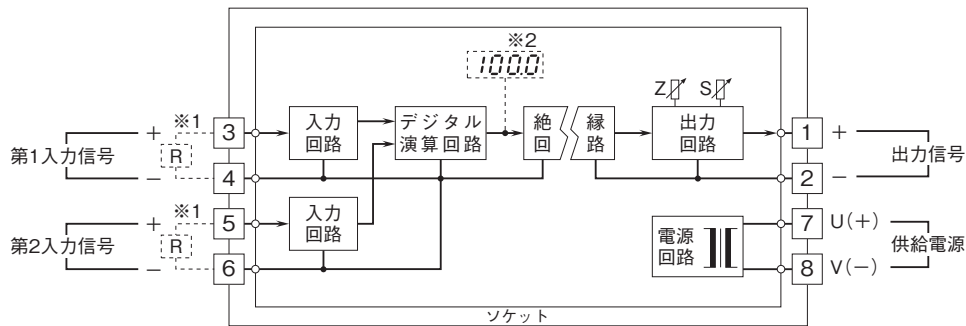 ※2
100.0
Z
S
※1
3
入力
回路
デジタル
演算回路
絶
回
縁
路
出力
回路
1
+
第1入力信号
+
R
−
4
2
−
出力信号
※1
5
入力
回路
7
U(+)
第2入力信号
+
R
−
6
電源
回路
8
V(−)
供給電源
ソケット